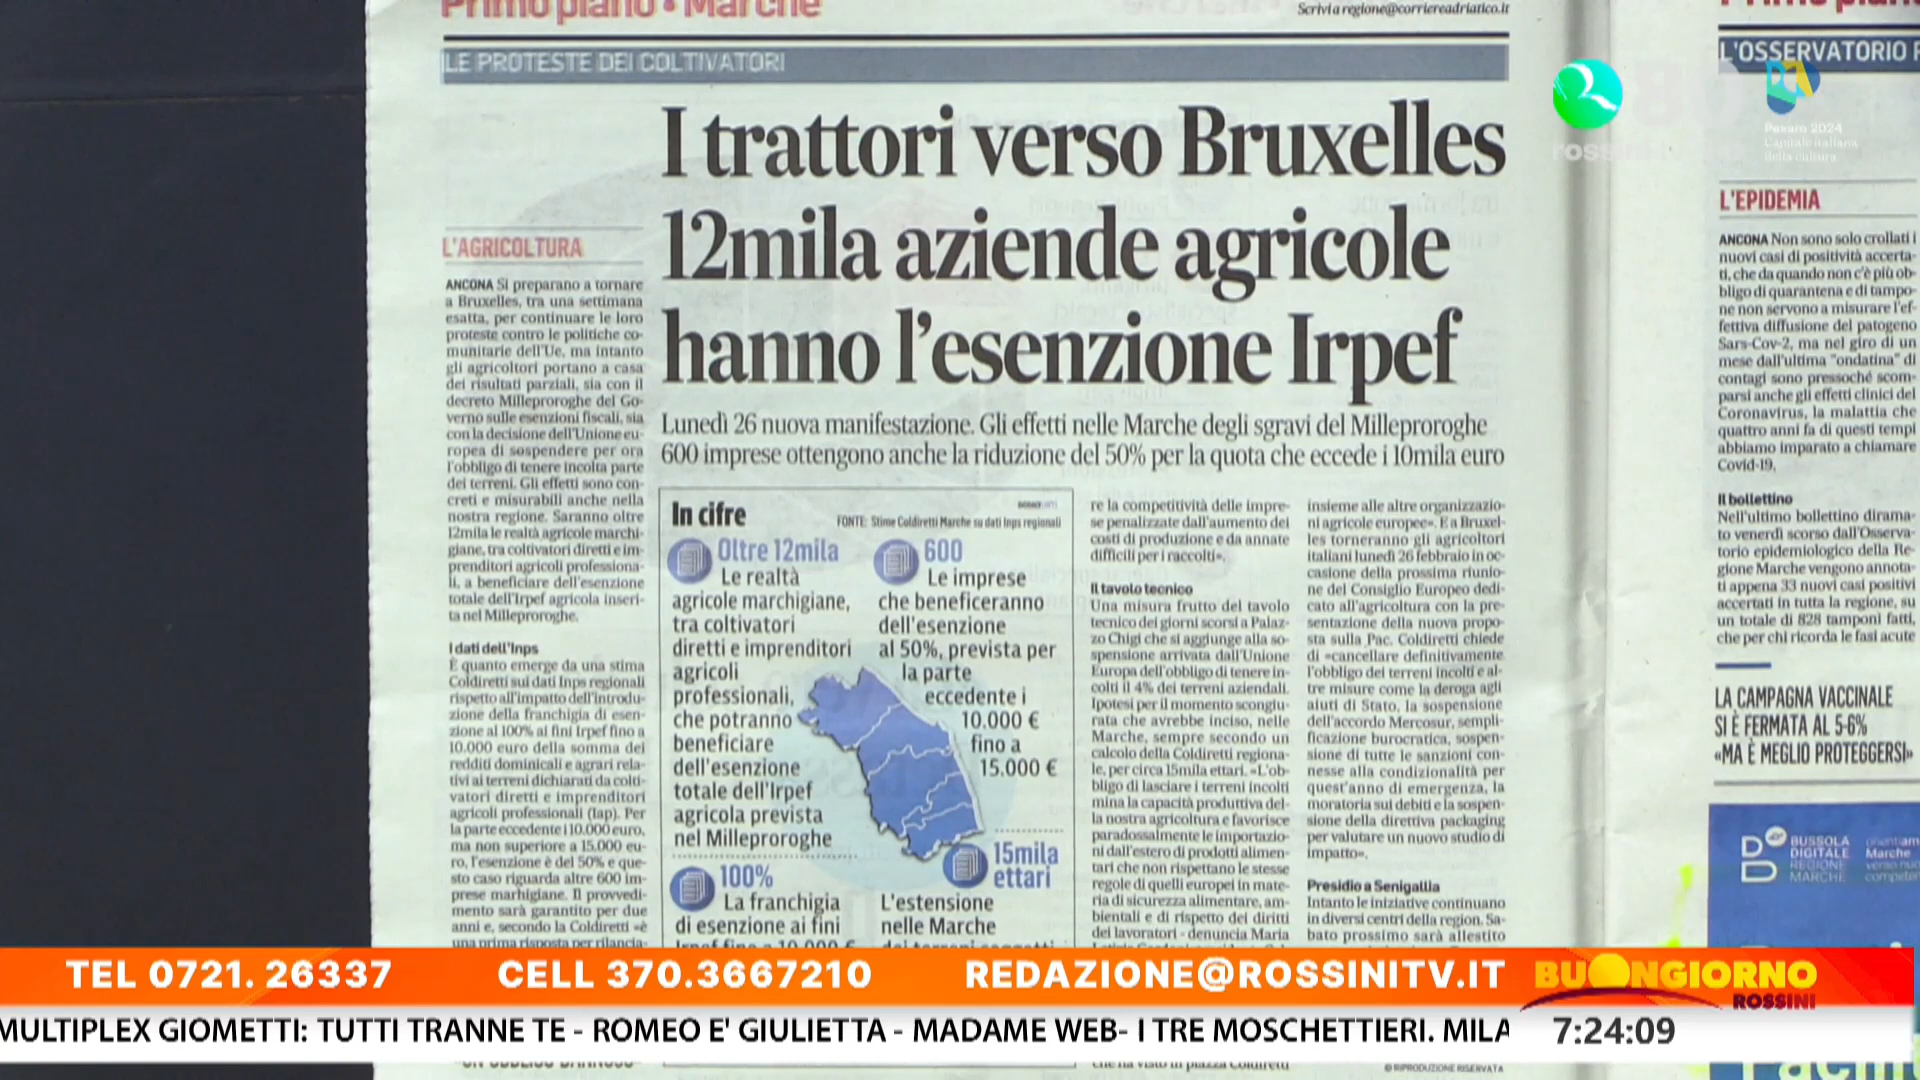 Primo piano • Marche
Scrivi a regione@corriereadriatico.it
LE PROTESTE DEI COLTIVATORI
I trattori verso Bruxelles
12mila aziende agricole
hanno l'esenzione Irpef
Lunedì 26 nuova manifestazione. Gli effetti nelle Marche degli sgravi del Milleproroghe
600 imprese ottengono anche la riduzione del 50% per la quota che eccede i 10mila euro
L'AGRICOLTURA
ANCONA Si preparano a tornare
a Bruxelles, tra una settimana
esatta, per continuare le loro
proteste contro le politiche co-
munitarie dell'Ue, ma intanto
gli agricoltori portano a casa
dei risultati parziali, sia con il
decreto Milleproroghe del Go-
verno sulle esenzioni fiscali, sia
con la decisione dell'Unione eu-
ropea di sospendere per ora
l'obbligo di tenere incolta parte
dei terreni. Gli effetti sono con-
creti e misurabili anche nella
nostra regione. Saranno oltre
12mila le realtà agricole marchi-
giane, tra coltivatori diretti e im-
prenditori agricoli professiona-
li, a beneficiare dell'esenzione
totale dell'Irpef agricola inseri-
ta nel Milleproroghe.
I dati dell'Inps
È quanto emerge da una stima
Coldiretti sui dati Inps regionali
rispetto all'impatto dell'introdu-
zione della franchigia di esen-
zione al 100% ai fini Irpef fino a
10.000 euro della somma dei
redditi dominicali e agrari rela-
tivi ai terreni dichiarati da colti-
vatori diretti e imprenditori
agricoli professionali (Iap). Per
la parte eccedente i 10.000 euro,
ma non superiore a 15.000 eu-
ro, l'esenzione è del 50% e que-
sto caso riguarda altre 600 im-
prese marhigiane. Il provvedi-
mento sarà garantito per due
anni e, secondo la Coldiretti «è
una prima risposta per rilancia-
In cifre
FONTE: Stime Coldiretti Marche su dati Inps regionali
Oltre 12mila
Le realtà
agricole marchigiane,
tra coltivatori
diretti e imprenditori
agricoli
professionali,
che potranno
beneficiare
dell'esenzione
totale dell'Irpef
agricola prevista
nel Milleproroghe
600
Le imprese
che beneficeranno
dell'esenzione
al 50%, prevista per
la parte
eccedente i
10.000 €
fino a
15.000 €
100%
La franchigia
di esenzione ai fini
Irpef fino a 10.000 €
15mila
ettari
L'estensione
nelle Marche
dei terreni soggetti
re la competitività delle impre-
se penalizzate dall'aumento dei
costi di produzione e da annate
difficili per i raccolti».
Il tavolo tecnico
Una misura frutto del tavolo
tecnico dei giorni scorsi a Palaz-
zo Chigi che si aggiunge alla so-
spensione arrivata dall'Unione
Europa dell'obbligo di tenere in-
colti il 4% dei terreni aziendali.
Ipotesi per il momento scongiu-
rata che avrebbe inciso, nelle
Marche, sempre secondo un
calcolo della Coldiretti regiona-
le, per circa 15mila ettari. «L'ob-
bligo di lasciare i terreni incolti
mina la capacità produttiva del-
la nostra agricoltura e favorisce
paradossalmente le importazio-
ni dall'estero di prodotti alimen-
tari che non rispettano le stesse
regole di quelli europei in mate-
ria di sicurezza alimentare, am-
bientali e di rispetto dei diritti
dei lavoratori - denuncia Maria
che ha visto in piazza Coldiretti
insieme alle altre organizzazio-
ni agricole europee». E a Bruxel-
les torneranno gli agricoltori
italiani lunedì 26 febbraio in oc-
casione della prossima riunio-
ne del Consiglio Europeo dedi-
cato all'agricoltura con la pre-
sentazione della nuova propo-
sta sulla Pac. Coldiretti chiede
di «cancellare definitivamente
l'obbligo dei terreni incolti e al-
tre misure come la deroga agli
aiuti di Stato, la sospensione
dell'accordo Mercosur, sempli-
ficazione burocratica, sospen-
sione di tutte le sanzioni con-
nesse alla condizionalità per
quest'anno di emergenza, la
moratoria sui debiti e la sospen-
sione della direttiva packaging
per valutare un nuovo studio di
impatto».
Presidio a Senigallia
Intanto le iniziative continuano
in diversi centri della region. Sa-
bato prossimo sarà allestito
© RIPRODUZIONE RISERVATA
L'OSSERVATORIO
L'EPIDEMIA
ANCONA Non sono solo crollati i
nuovi casi di positività accerta-
ti, che da quando non c'è più ob-
bligo di quarantena e di tampo-
ne non servono a misurare l'ef-
fettiva diffusione del patogeno
Sars-Cov-2, ma nel giro di un
mese dall'ultima "ondatina" di
contagi sono pressoché scom-
parsi anche gli effetti clinici del
Coronavirus, la malattia che
quattro anni fa di questi tempi
abbiamo imparato a chiamare
Covid-19.
Il bollettino
Nell'ultimo bollettino dirama-
to venerdì scorso dall'Osserva-
torio epidemiologico della Re-
gione Marche vengono annota-
ti appena 33 nuovi casi positivi
accertati in tutta la regione, su
un totale di 828 tamponi fatti,
che per chi ricorda le fasi acute
LA CAMPAGNA VACCINALE
SI È FERMATA AL 5-6%
«MA È MEGLIO PROTEGGERSI»
BUSSOLA
DIGITALE
REGIONE
MARCHE
Pesaro 2024
Capitale italiana
della cultura
TEL 0721. 26337
CELL 370.3667210
REDAZIONE@ROSSINITV.IT
BUONGIORNO
ROSSINI
MULTIPLEX GIOMETTI: TUTTI TRANNE TE - ROMEO E' GIULIETTA - MADAME WEB- I TRE MOSCHETTIERI. MILA
7:24:09